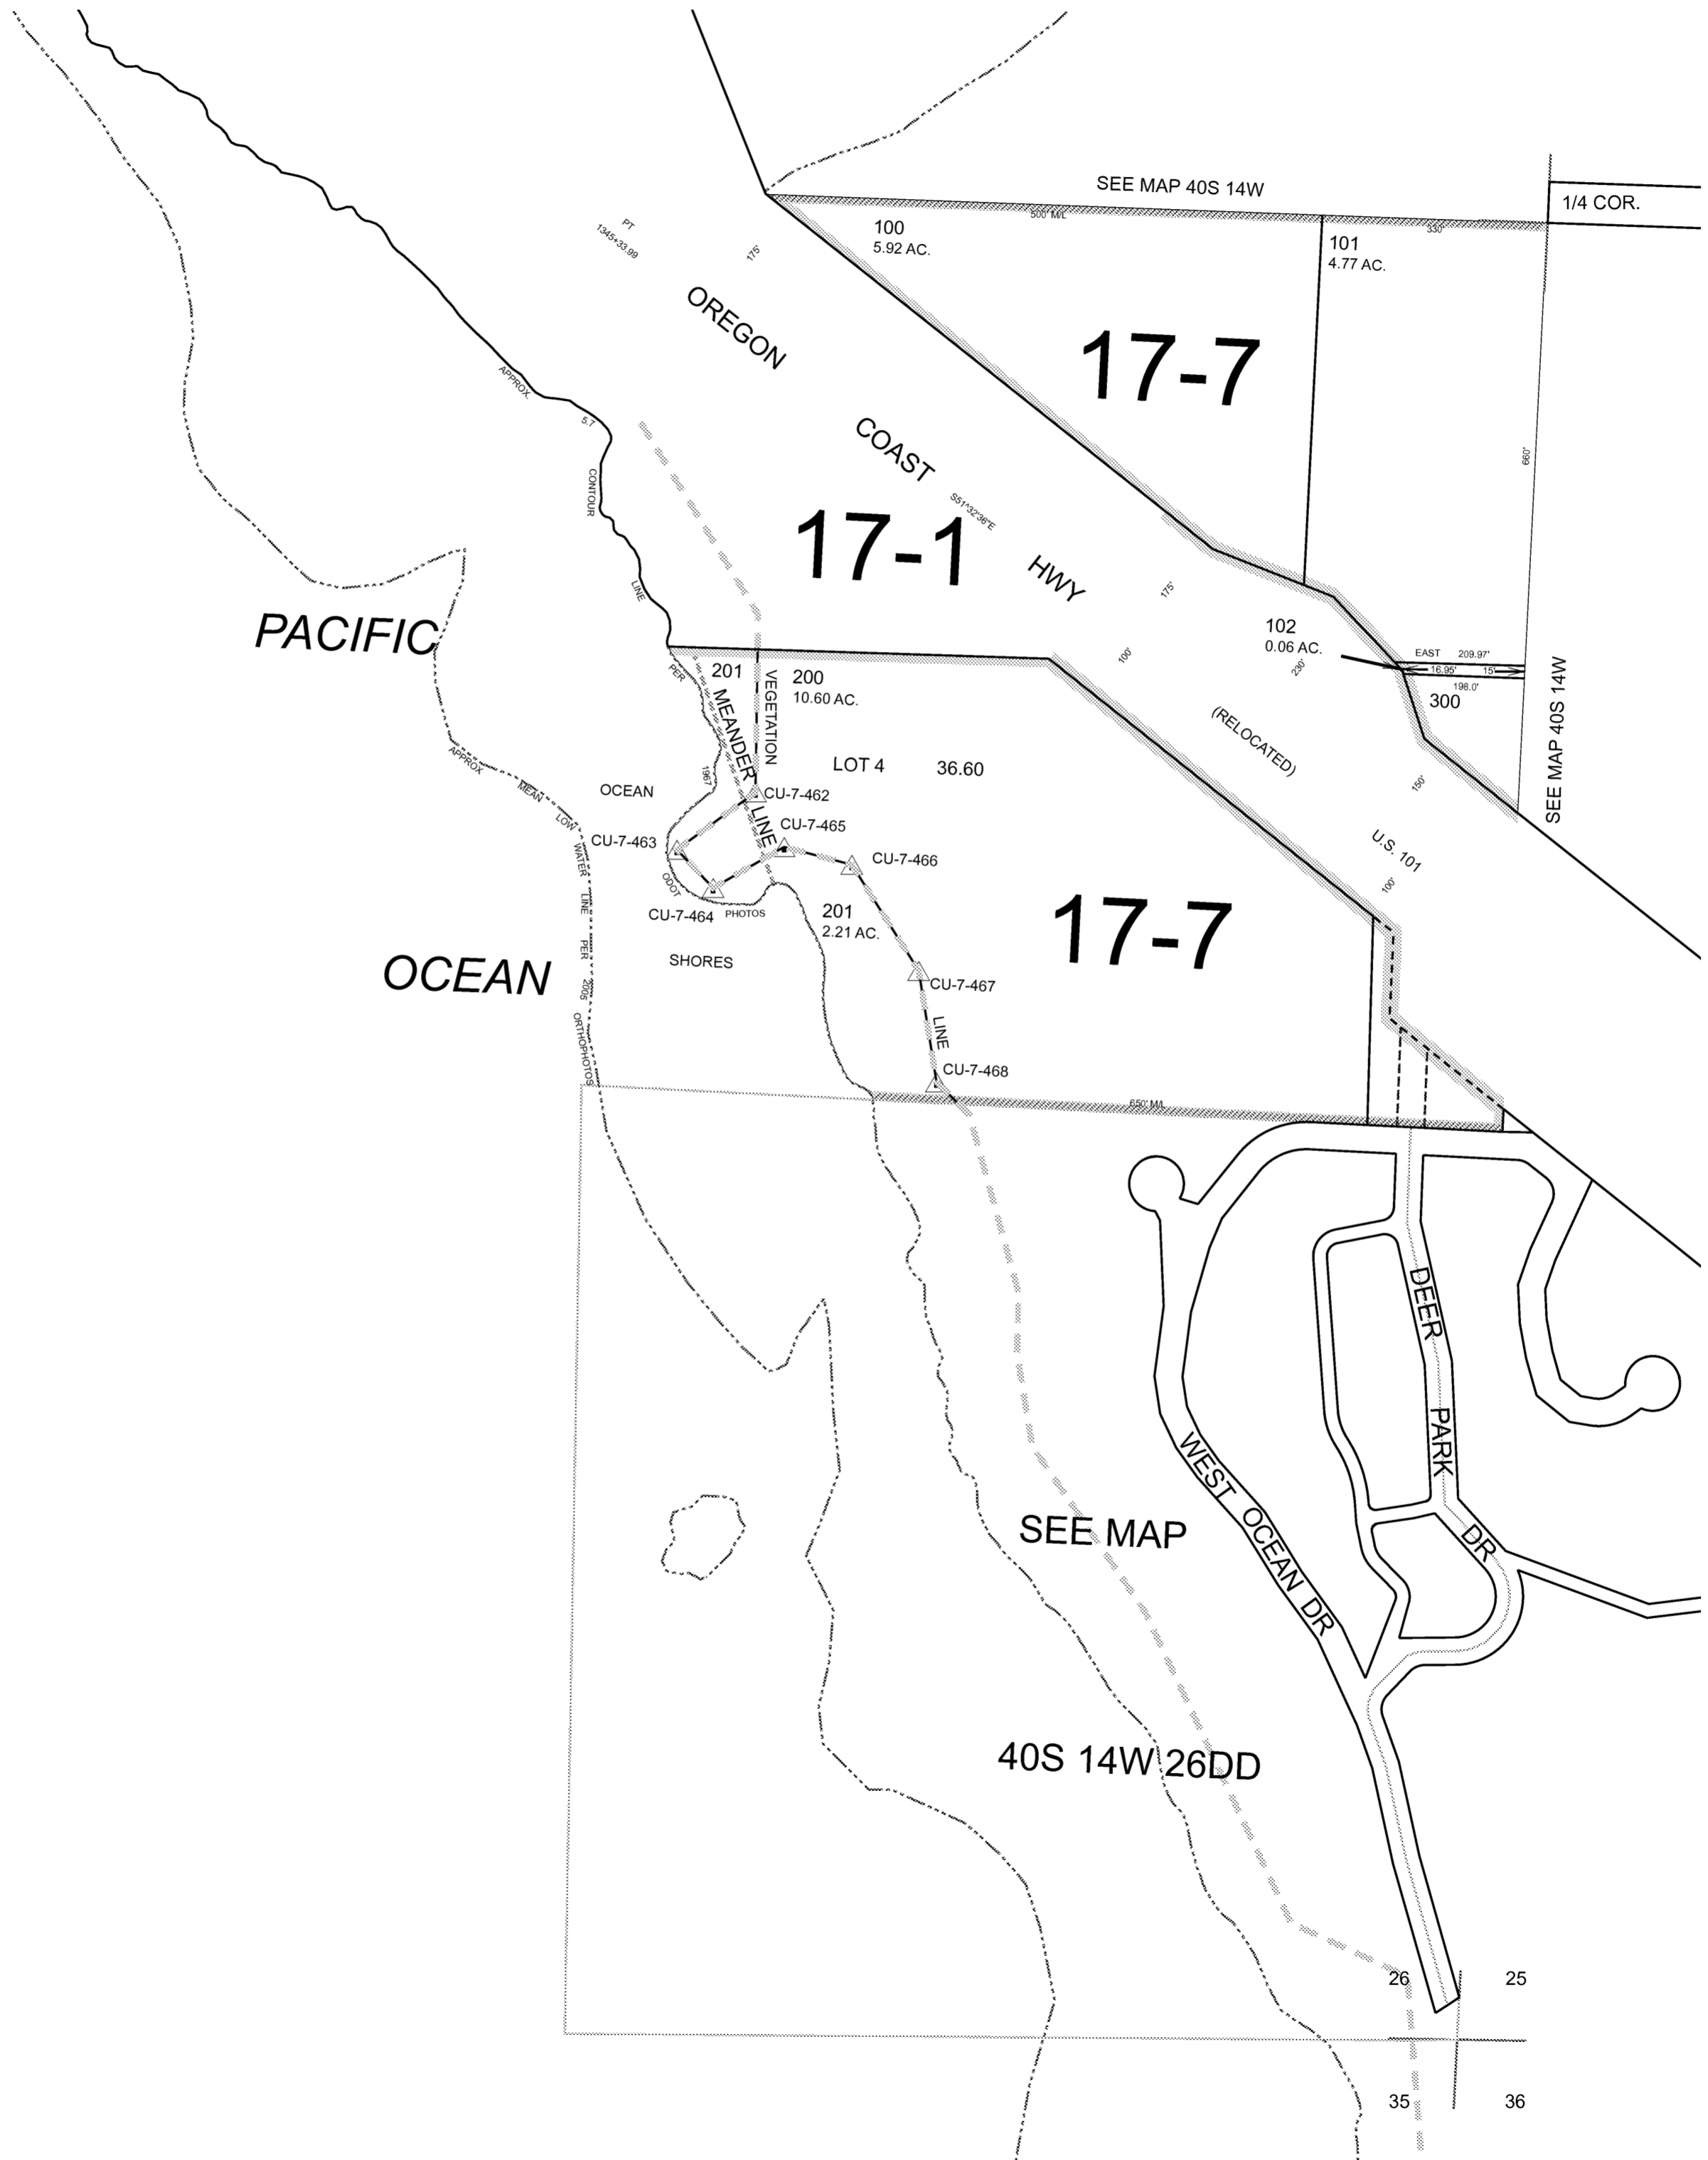 SEE MAP 40S 14W
1/4 COR.
500' M/L
330'
100
5.92 AC.
101
4.77 AC.
PT
1345+33.99
175'
OREGON
COAST
HWY
17-7
APPROX.
5.7
CONTOUR
LINE
PER
1967
ODOT
PHOTOS
S51^32'36"E
17-1
660'
175'
100'
230'
102
0.06 AC.
EAST 209.97'
16.95' 15'
198.0'
300
SEE MAP 40S 14W
PACIFIC
OCEAN
201
MEANDER
LINE
VEGETATION
LINE
200
10.60 AC.
LOT 4 36.60
(RELOCATED)
150'
U.S. 101
100'
APPROX
MEAN
LOW
WATER
LINE
PER
2005
ORTHOPHOTOS
OCEAN
SHORES
CU-7-462
CU-7-465
CU-7-463
CU-7-466
CU-7-464
201
2.21 AC.
17-7
CU-7-467
CU-7-468
650' M/L
DEER
PARK
DR
WEST OCEAN DR
SEE MAP
40S 14W 26DD
26 25
35 36